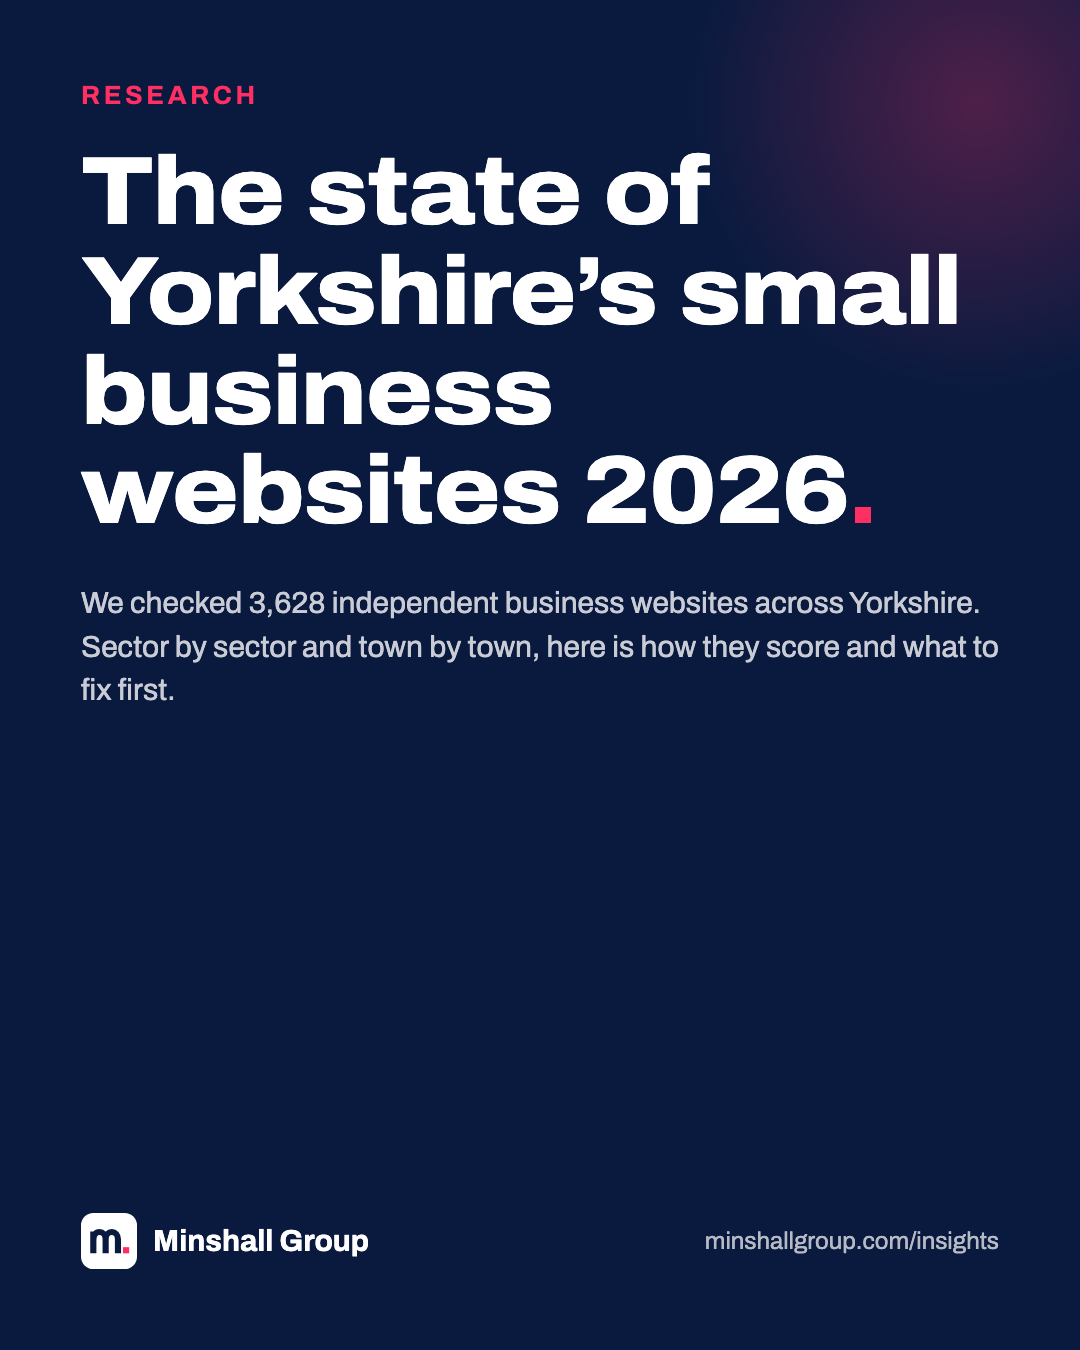 RESEARCH
The state of
Yorkshire’s small
business
websites 2026.
We checked 3,628 independent business websites across Yorkshire.
Sector by sector and town by town, here is how they score and what to
fix first.
m. Minshall Group
minshallgroup.com/insights